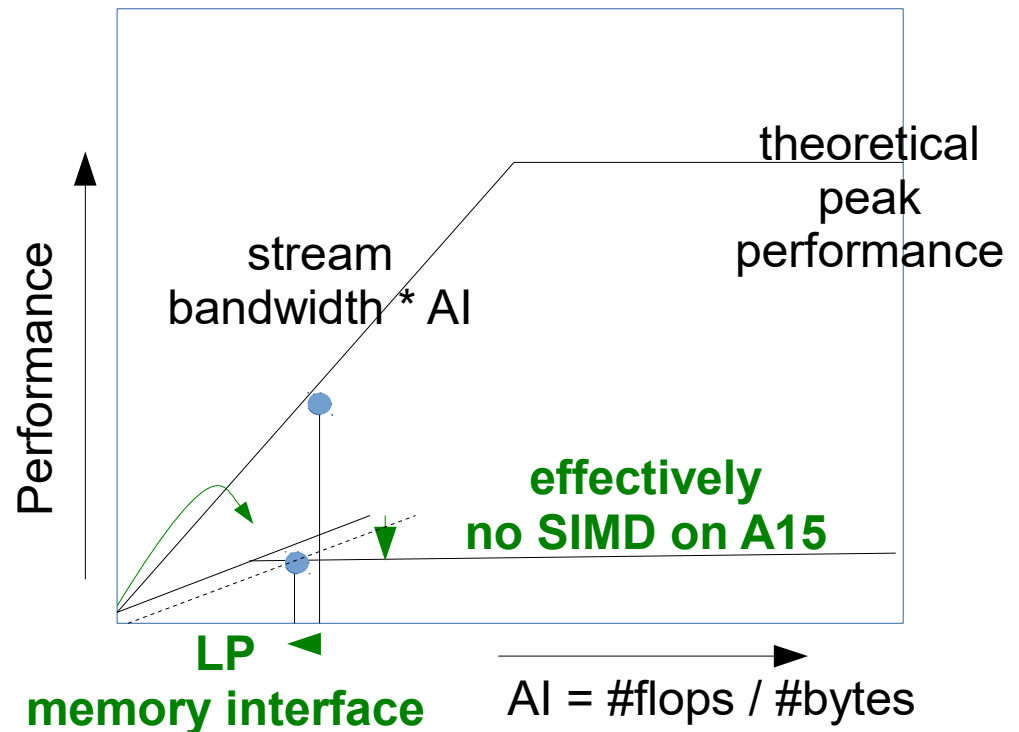 theoretical
peak
performance
stream
bandwidth * AI
Performance
effectively
no SIMD on A15
LP
memory interface
AI = #flops / #bytes